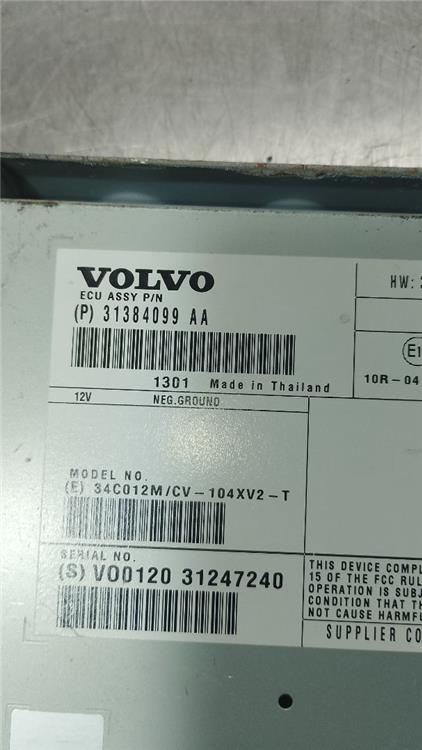 VOLVO
ECU ASSY P/N
(P) 31384099 AA
1301 Made in Thailand
HW:
E1
10R-04
12V NEG.GROUND
MODEL NO.
(E) 34C012M/CV-104XV2-T
SERIAL NO.
(S) VO0120 31247240
THIS DEVICE COMPL
15 OF THE FCC RUL
OPERATION IS SUBJ
CONDITION THAT TH
NOT CAUSE HARMFU
SUPPLIER CO